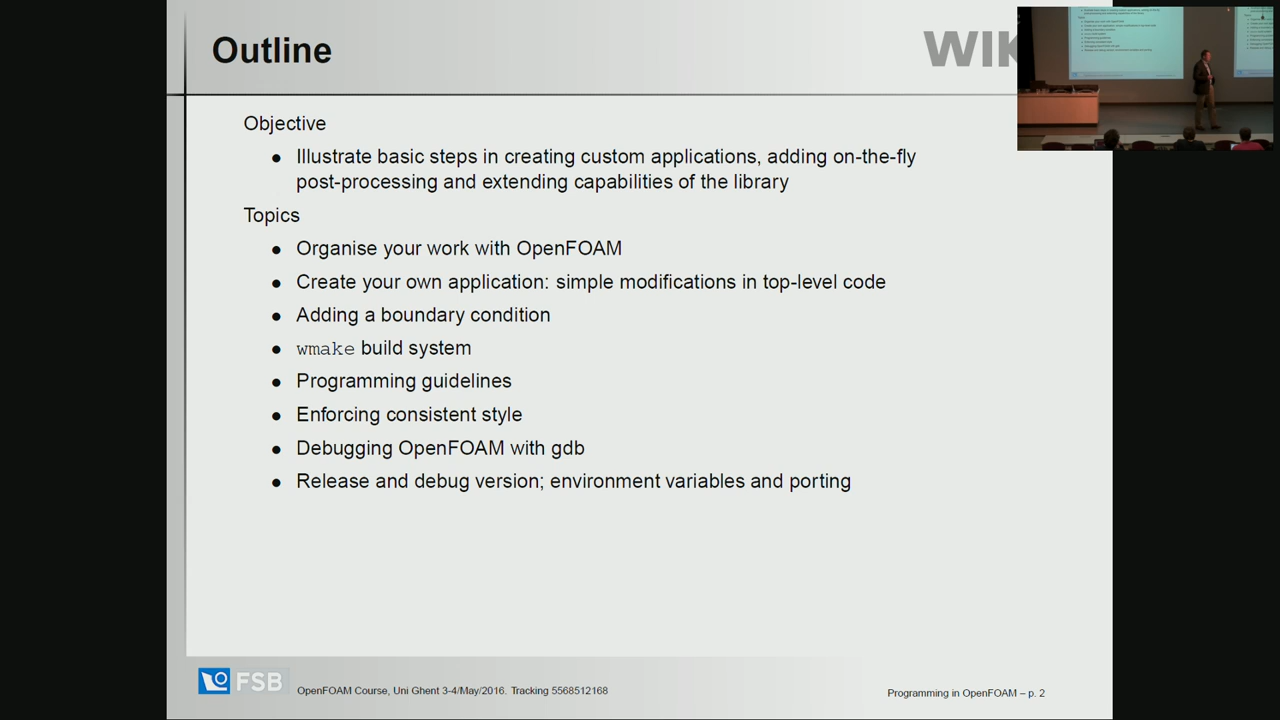 Outline
WIK
Objective
● Illustrate basic steps in creating custom applications, adding on-the-fly
post-processing and extending capabilities of the library
Topics
● Organise your work with OpenFOAM
● Create your own application: simple modifications in top-level code
● Adding a boundary condition
● wmake build system
● Programming guidelines
● Enforcing consistent style
● Debugging OpenFOAM with gdb
● Release and debug version; environment variables and porting
FSB
OpenFOAM Course, Uni Ghent 3-4/May/2016. Tracking 5568512168
Programming in OpenFOAM – p. 2